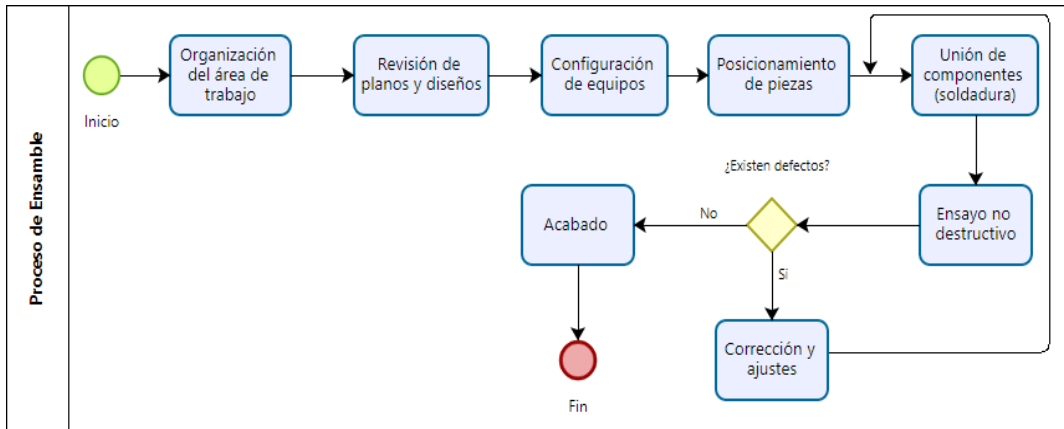 Proceso de Ensamble
Inicio
Organización
del área de
trabajo
Revisión de
planos y diseños
Configuración
de equipos
Posicionamiento
de piezas
Unión de
componentes
(soldadura)
Ensayo no
destructivo
¿Existen defectos?
No
Si
Acabado
Corrección y
ajustes
Fin